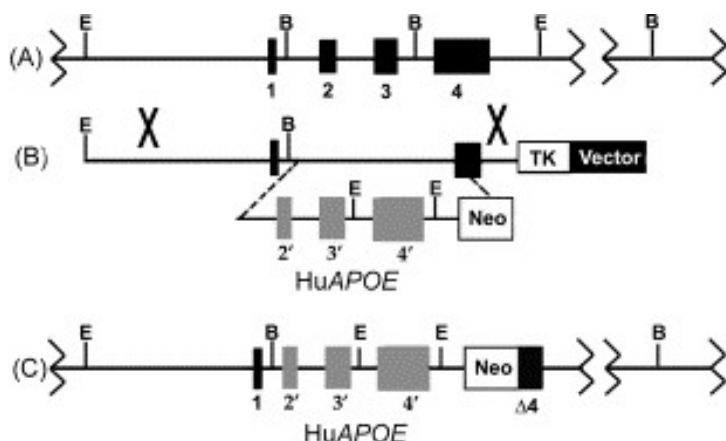 E B B E B
(A)
1 2 3 4
E B
(B) TK Vector
E E Neo
2' 3' 4'
HuAPOE
E B E E B
(C) Neo
1 2' 3' 4' Δ4
HuAPOE